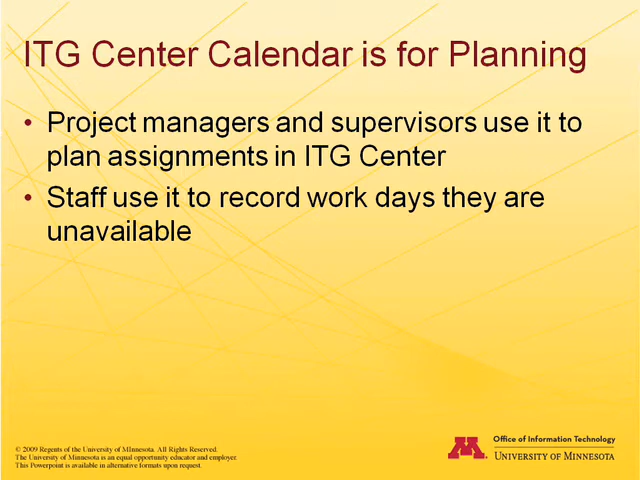 ITG Center Calendar is for Planning
• Project managers and supervisors use it to
plan assignments in ITG Center
• Staff use it to record work days they are
unavailable
© 2009 Regents of the University of MInnesota. All Rights Reserved.
The University of Minnesota is an equal opportunity educator and employer.
This Powerpoint is available in alternative formats upon request.
M
Office of Information Technology
UNIVERSITY OF MINNESOTA